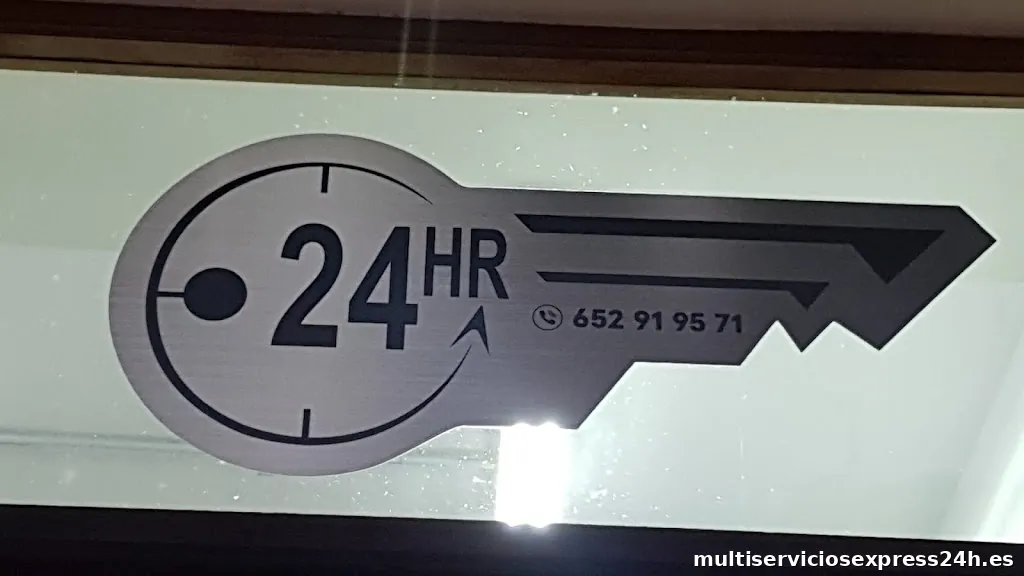 24HR
652 91 95 71
multiserviciosexpress24h.es